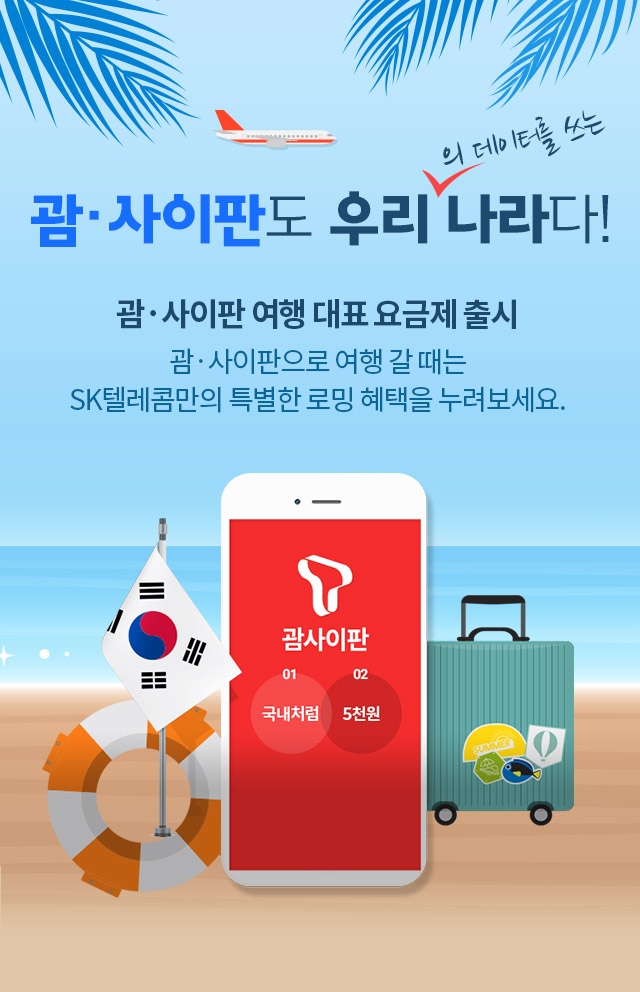 의 데이터를 쓰는
괌·사이판도 우리 나라다!
괌·사이판 여행 대표 요금제 출시
괌·사이판으로 여행 갈 때는
SK텔레콤만의 특별한 로밍 혜택을 누려보세요.
괌사이판
01 02
국내처럼 5천원
SUMMER